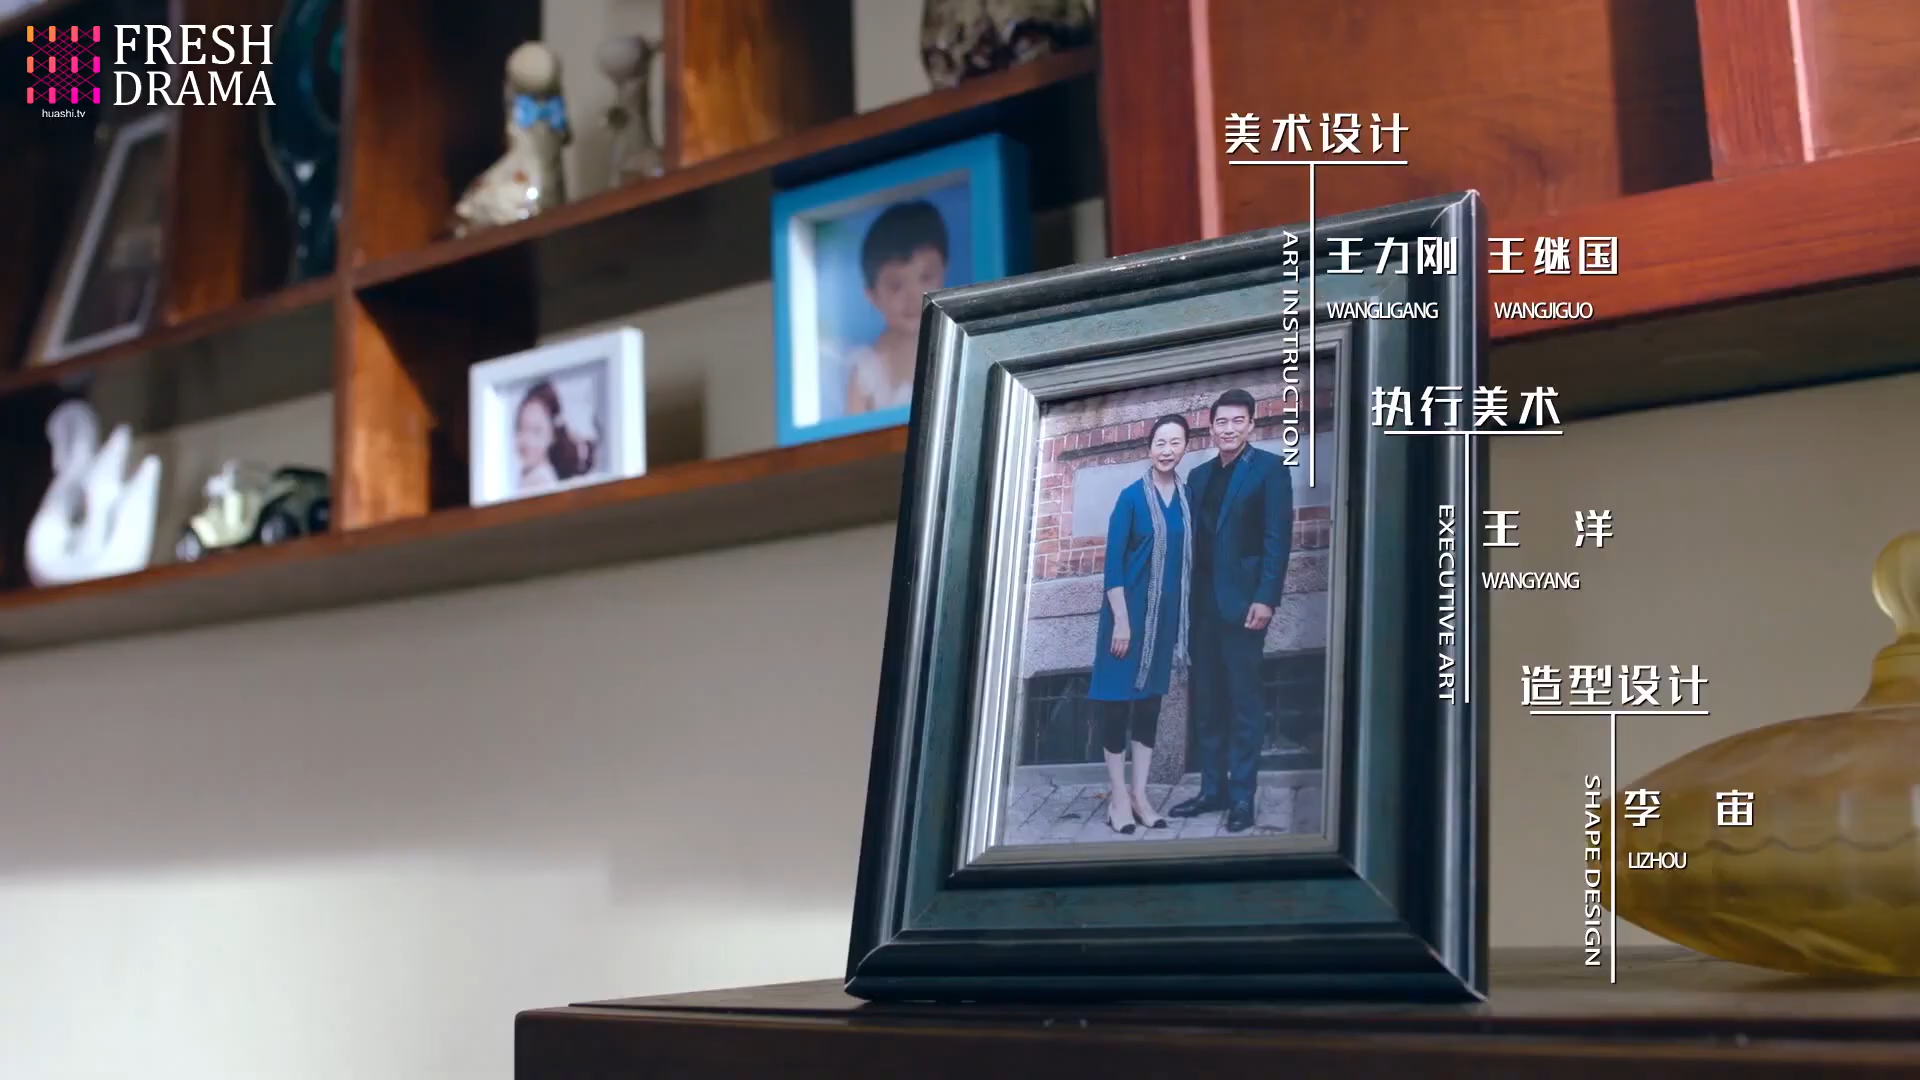 FRESH
DRAMA
huashi.tv
美术设计
ART INSTRUCTION
王力刚 王继国
WANGLIGANG WANGJIGUO
执行美术
EXECUTIVE ART
王 洋
WANGYANG
造型设计
SHAPE DESIGN
李 宙
LIZHOU